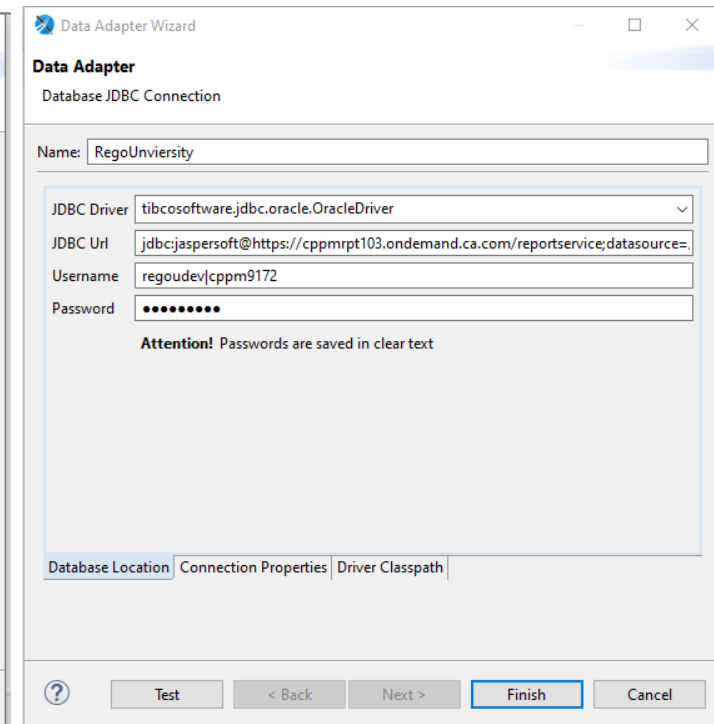 Data Adapter Wizard
Data Adapter
Database JDBC Connection
Name: RegoUnviersity
JDBC Driver tibcosoftware.jdbc.oracle.OracleDriver
JDBC Url jdbc:jaspersoft@https://cppmrpt103.ondemand.ca.com/reportservice;datasource=
Username regoudev|cppm9172
Password •••••••••
Attention! Passwords are saved in clear text
Database Location Connection Properties Driver Classpath
? Test < Back Next > Finish Cancel